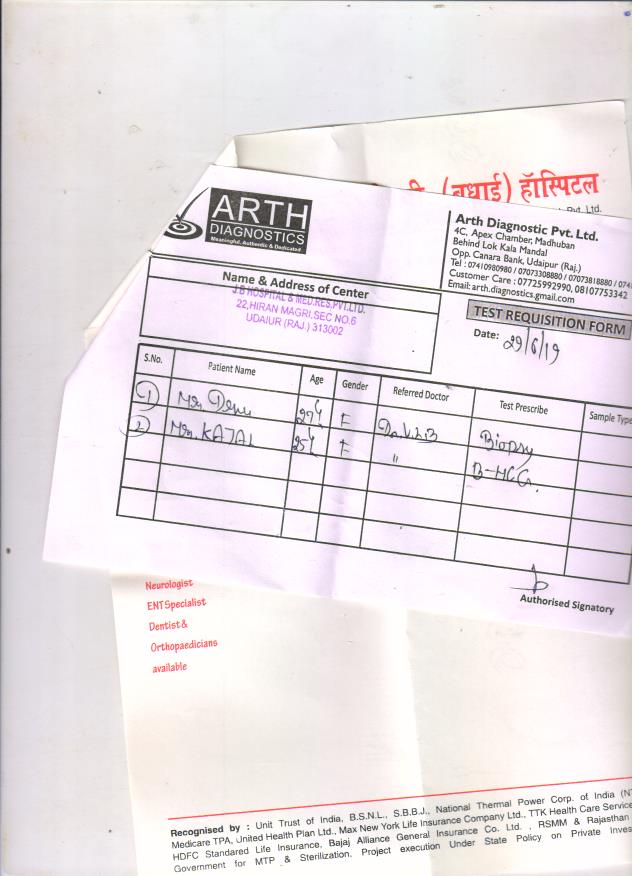 (बधाई) हॉस्पिटल
Pvt. Ltd.
ARTH
DIAGNOSTICS
Meaningful, Authentic & Dedicated
Arth Diagnostic Pvt. Ltd.
4C, Apex Chamber, Madhuban
Behind Lok Kala Mandal
Opp. Canara Bank, Udaipur (Raj.)
Tel : 07410980980 / 07073308880 / 07073818880 / 074
Customer Care : 07725992990, 08107753342
Email: arth.diagnostics.gmail.com
Name & Address of Center
J.B HOSPITAL & MED.RES.PVT.LTD.
22,HIRAN MAGRI,SEC NO.6
UDAIUR (RAJ.) 313002
TEST REQUISITION FORM
Date: 29/6/19
S.No. Patient Name Age Gender Referred Doctor Test Prescribe Sample Type
1 Mrs. 27y F Biopsy
2 Mrs. KAJAL 25y F " B-HCG.
Authorised Signatory
Neurologist
ENT Specialist
Dentist &
Orthopaedicians
available
Recognised by : Unit Trust of India, B.S.N.L., S.B.B.J., National Thermal Power Corp. of India (N
Medicare TPA, United Health Plan Ltd., Max New York Life Insurance Company Ltd., TTK Health Care Service
HDFC Standared Life Insurance, Bajaj Alliance General Insurance Co. Ltd. , RSMM & Rajasthan
Government for MTP & Sterilization. Project execution Under State Policy on Private Inves